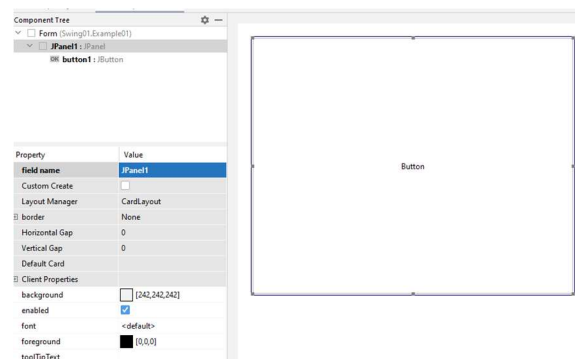 Component Tree
Form (Swing01.Example01)
JPanel1 : JPanel
OK button1 : JButton
Button
Property Value
field name JPanel1
Custom Create
Layout Manager CardLayout
border None
Horizontal Gap 0
Vertical Gap 0
Default Card
Client Properties
background [242,242,242]
enabled
font <default>
foreground [0,0,0]
toolTipText